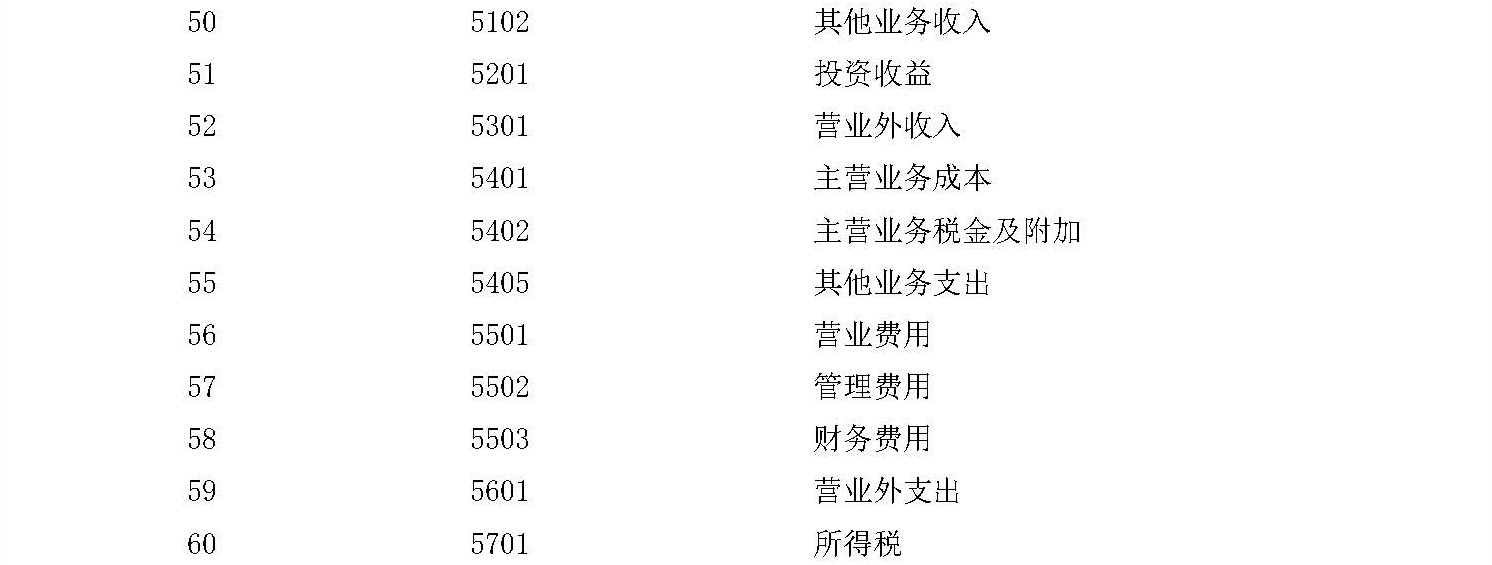 50 5102 其他业务收入
51 5201 投资收益
52 5301 营业外收入
53 5401 主营业务成本
54 5402 主营业务税金及附加
55 5405 其他业务支出
56 5501 营业费用
57 5502 管理费用
58 5503 财务费用
59 5601 营业外支出
60 5701 所得税